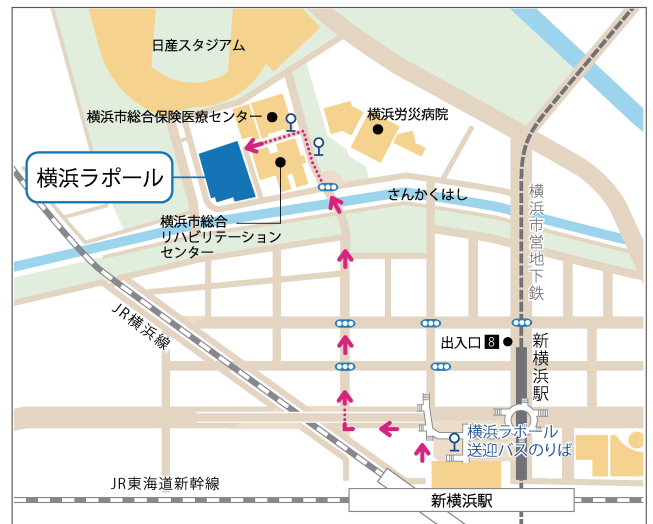 日産スタジアム
横浜市総合保険医療センター
横浜労災病院
横浜ラポール
さんかくはし
横浜市総合
リハビリテーション
センター
横浜市営地下鉄
JR横浜線
出入口 8
新横浜駅
横浜ラポール
送迎バスのりば
JR東海道新幹線
新横浜駅